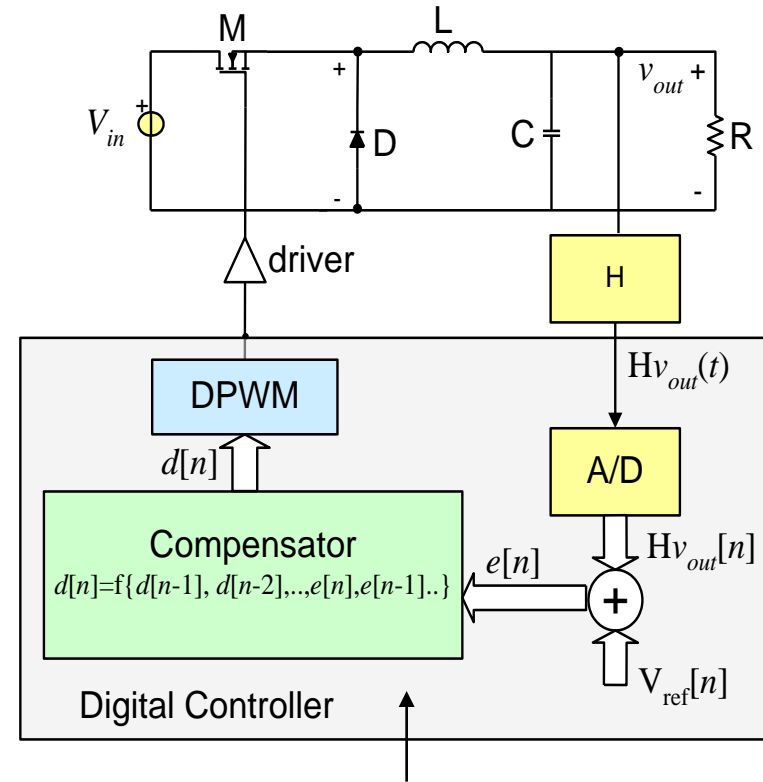 M
L
+
v_out +
+
V_in
D
C
R
-
-
driver
H
Hv_out(t)
DPWM
d[n]
A/D
Compensator
d[n]=f{d[n-1], d[n-2],..,e[n],e[n-1]..}
e[n]
Hv_out[n]
+
V_ref[n]
Digital Controller